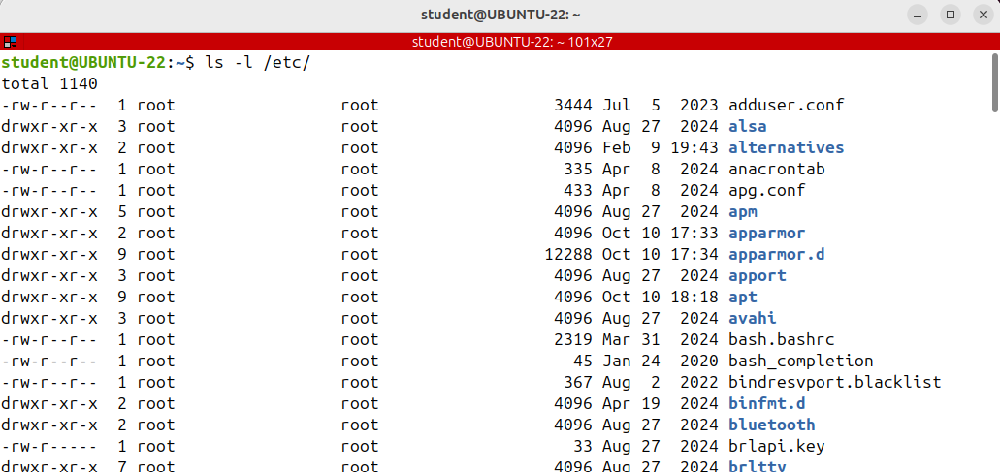 student@UBUNTU-22: ~
student@UBUNTU-22: ~ 101x27
student@UBUNTU-22:~$ ls -l /etc/
total 1140
-rw-r--r--  1 root                 root                  3444 Jul  5  2023 adduser.conf
drwxr-xr-x  3 root                 root                  4096 Aug 27  2024 alsa
drwxr-xr-x  2 root                 root                  4096 Feb  9 19:43 alternatives
-rw-r--r--  1 root                 root                   335 Apr  8  2024 anacrontab
-rw-r--r--  1 root                 root                   433 Apr  8  2024 apg.conf
drwxr-xr-x  5 root                 root                  4096 Aug 27  2024 apm
drwxr-xr-x  2 root                 root                  4096 Oct 10 17:33 apparmor
drwxr-xr-x  9 root                 root                 12288 Oct 10 17:34 apparmor.d
drwxr-xr-x  3 root                 root                  4096 Aug 27  2024 apport
drwxr-xr-x  9 root                 root                  4096 Oct 10 18:18 apt
drwxr-xr-x  3 root                 root                  4096 Aug 27  2024 avahi
-rw-r--r--  1 root                 root                  2319 Mar 31  2024 bash.bashrc
-rw-r--r--  1 root                 root                    45 Jan 24  2020 bash_completion
-rw-r--r--  1 root                 root                   367 Aug  2  2022 bindresvport.blacklist
drwxr-xr-x  2 root                 root                  4096 Apr 19  2024 binfmt.d
drwxr-xr-x  2 root                 root                  4096 Aug 27  2024 bluetooth
-rw-r-----  1 root                 root                    33 Aug 27  2024 brlapi.key
drwxr-xr-x  7 root                 root                  4096 Aug 27  2024 brltty